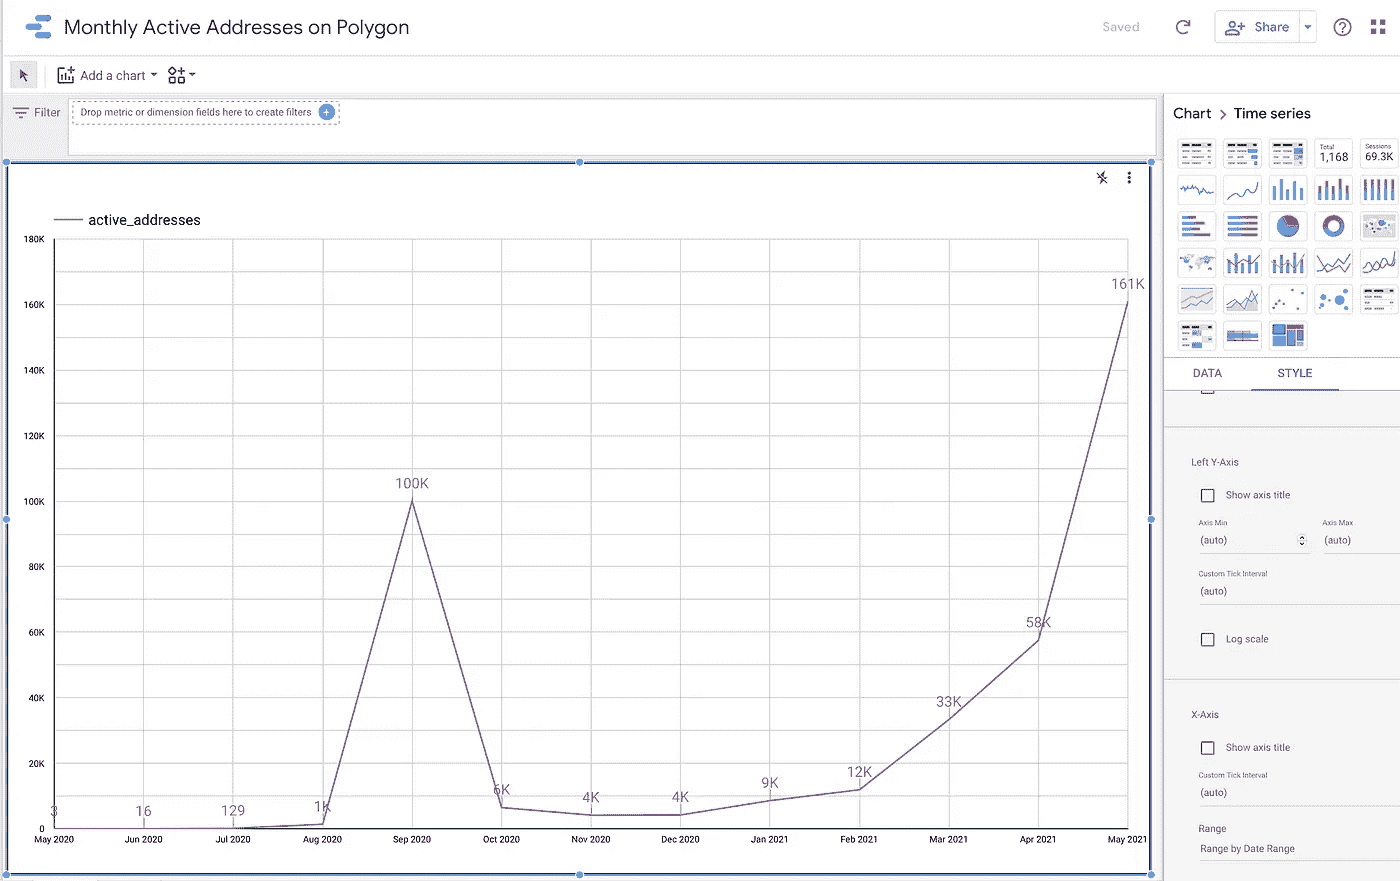 Monthly Active Addresses on Polygon
Saved
Share
Add a chart
Filter
Drop metric or dimension fields here to create filters
active_addresses
180K
160K
140K
120K
100K
80K
60K
40K
20K
0
3
16
129
1K
100K
6K
4K
4K
9K
12K
33K
58K
161K
May 2020
Jun 2020
Jul 2020
Aug 2020
Sep 2020
Oct 2020
Nov 2020
Dec 2020
Jan 2021
Feb 2021
Mar 2021
Apr 2021
May 2021
Chart > Time series
Total
1,168
Sessions
69.3K
DATA
STYLE
Left Y-Axis
Show axis title
Axis Min
Axis Max
(auto)
(auto)
Custom Tick Interval
(auto)
Log scale
X-Axis
Show axis title
Custom Tick Interval
(auto)
Range
Range by Date Range